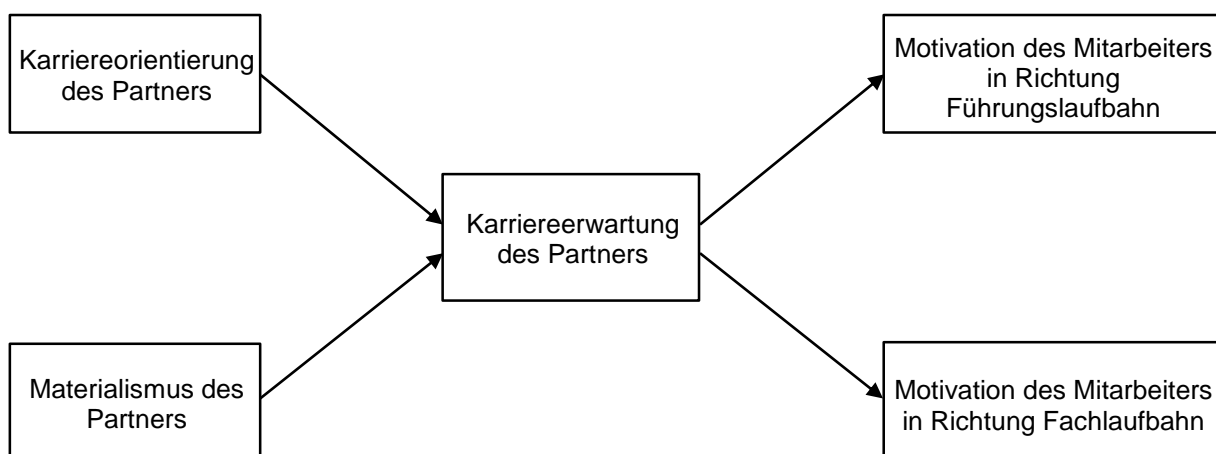 Karriereorientierung
des Partners
Motivation des Mitarbeiters
in Richtung
Führungslaufbahn
Karriereerwartung
des Partners
Materialismus des
Partners
Motivation des Mitarbeiters
in Richtung Fachlaufbahn